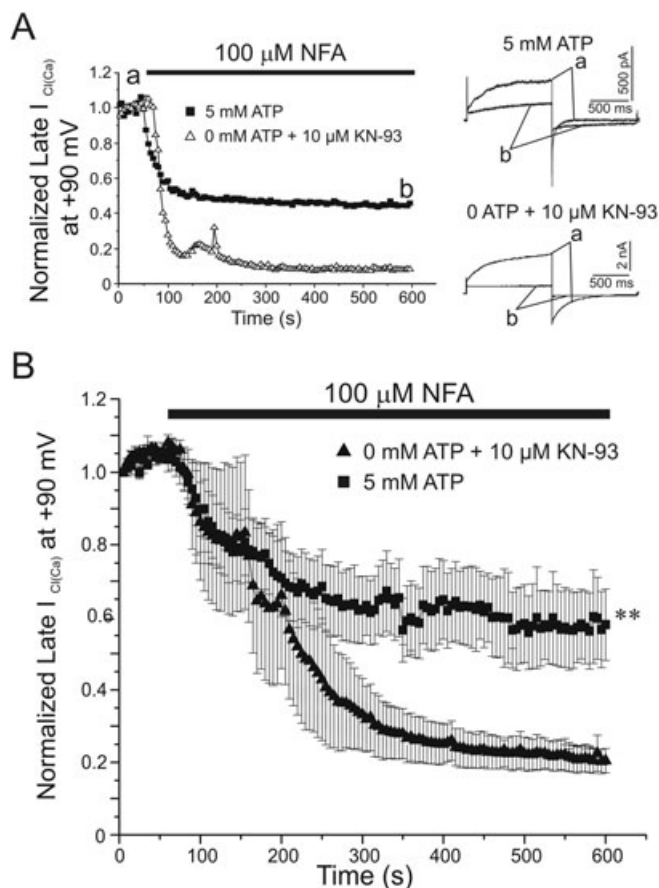 A
100 μM NFA
Normalized Late I Cl(Ca)
at +90 mV
1.2
1.0
0.8
0.6
0.4
0.2
0
a
b
■ 5 mM ATP
△ 0 mM ATP + 10 μM KN-93
0 100 200 300 400 500 600
Time (s)
5 mM ATP
a
b
500 pA
500 ms
0 ATP + 10 μM KN-93
a
b
2 nA
500 ms
B
100 μM NFA
Normalized Late I Cl(Ca) at +90 mV
1.2
1.0
0.8
0.6
0.4
0.2
0
▲ 0 mM ATP + 10 μM KN-93
■ 5 mM ATP
**
0 100 200 300 400 500 600
Time (s)